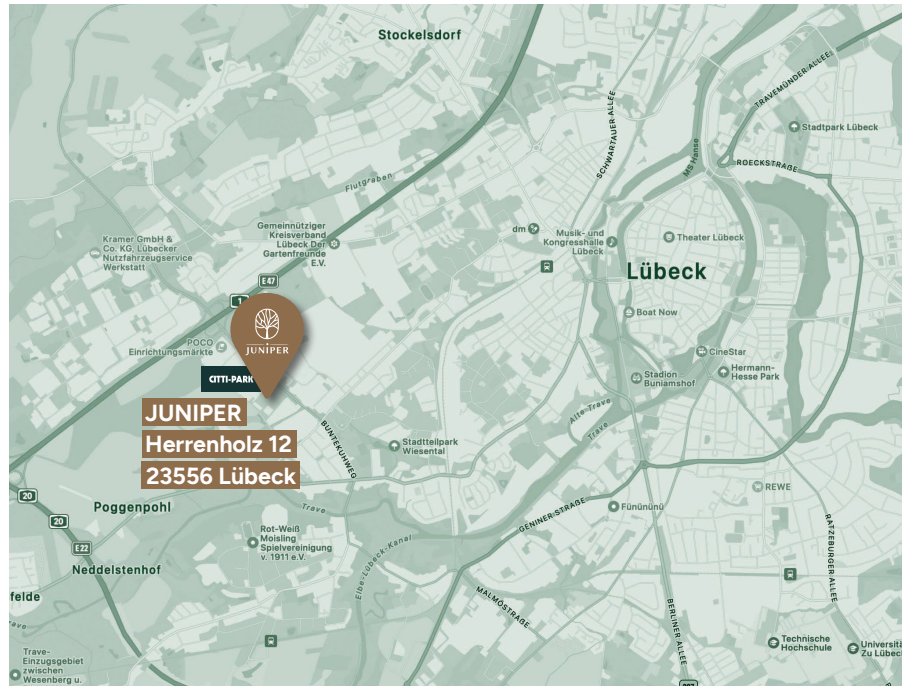 Stockelsdorf
SCHWARTAUER ALLEE
TRAVEMÜNDER ALLEE
Stadtpark Lübeck
MS Hanse
ROECKSTRAßE
Flutgraben
Gemeinnütziger
Kreisverband
Lübeck Der
Gartenfreunde
E.V.
Kramer GmbH &
Co. KG, Lübecker
Nutzfahrzeugservice
Werkstatt
dm
Musik- und
Kongresshalle
Lübeck
Theater Lübeck
Lübeck
E47
1
Boat Now
POCO
Einrichtungsmärkte
JUNIPER
CITTI-PARK
CineStar
Hermann-
Hesse Park
Stadion
Buniamshof
JUNIPER
Herrenholz 12
23556 Lübeck
BUNTEKUHWEG
Stadtteilpark
Wiesental
Alte-Trave
Trave
20
Poggenpohl
Trave
20
E22
Neddelstenhof
Rot-Weiß
Moisling
Spielvereinigung
v. 1911 e.V.
Elbe-Lübeck-Kanal
GENINER-STRAßE
Fünününü
REWE
RATZEBURGER-ALLEE
felde
MALMÖSTRAßE
BERLINER ALLEE
rave
Trave-
Einzugsgebiet
zwischen
Wesenberg u.
Technische
Hochschule
Universitä
Zu Lübeck